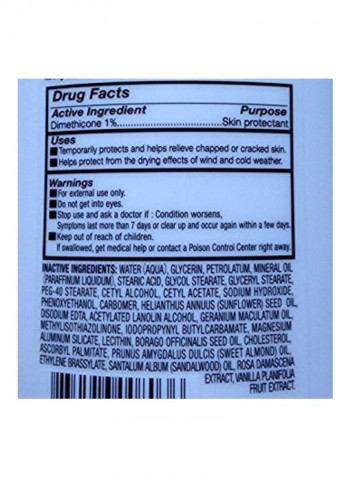 Drug Facts
Active Ingredient Purpose
Dimethicone 1%..........................Skin protectant
Uses
■ Temporarily protects and helps relieve chapped or cracked skin.
■ Helps protect from the drying effects of wind and cold weather.
Warnings
■ For external use only.
■ Do not get into eyes.
■ Stop use and ask a doctor if : Condition worsens,
Symptoms last more than 7 days or clear up and occur again within a few days.
■ Keep out of reach of children.
If swallowed, get medical help or contact a Poison Control Center right away.
INACTIVE INGREDIENTS: WATER (AQUA), GLYCERIN, PETROLATUM, MINERAL OIL
(PARAFFINUM LIQUIDUM), STEARIC ACID, GLYCOL STEARATE, GLYCERYL STEARATE,
PEG-40 STEARATE, CETYL ALCOHOL, CETYL ACETATE, SODIUM HYDROXIDE,
PHENOXYETHANOL, CARBOMER, HELIANTHUS ANNUUS (SUNFLOWER) SEED OIL,
DISODIUM EDTA, ACETYLATED LANOLIN ALCOHOL, GERANIUM MACULATUM OIL,
METHYLISOTHIAZOLINONE, IODOPROPYNYL BUTYLCARBAMATE, MAGNESIUM
ALUMINUM SILICATE, LECITHIN, BORAGO OFFICINALIS SEED OIL, CHOLESTEROL,
ASCORBYL PALMITATE, PRUNUS AMYGDALUS DULCIS (SWEET ALMOND) OIL,
ETHYLENE BRASSYLATE, SANTALUM ALBUM (SANDALWOOD) OIL, ROSA DAMASCENA
EXTRACT, VANILLA PLANIFOLIA
FRUIT EXTRACT.